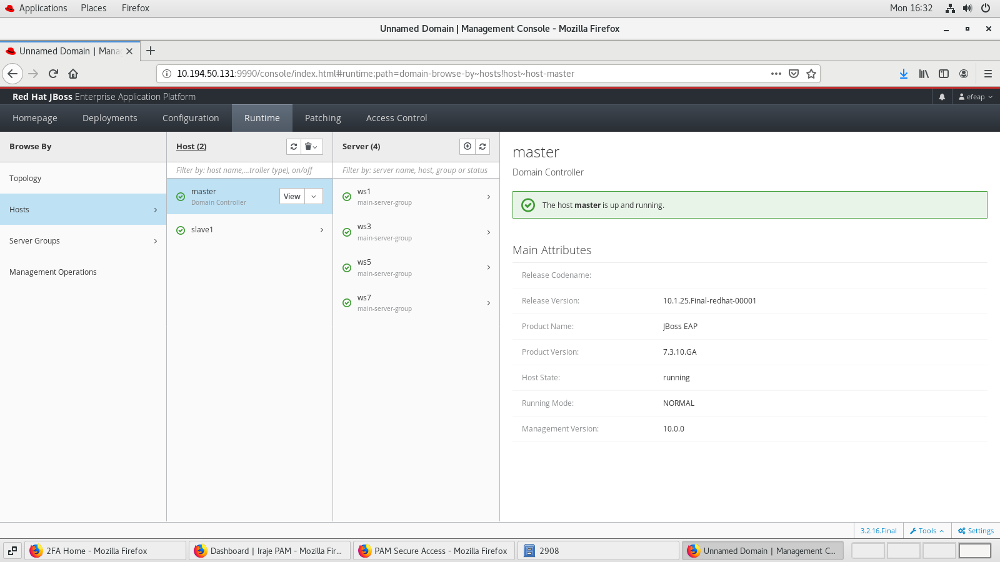 Applications Places Firefox Mon 16:32
Unnamed Domain | Management Console - Mozilla Firefox
Unnamed Domain | Mana
10.194.50.131:9990/console/index.html#runtime;path=domain-browse-by~hosts!host~host-master
Red Hat JBoss Enterprise Application Platform efeap
Homepage Deployments Configuration Runtime Patching Access Control
Browse By
Topology
Hosts
Server Groups
Management Operations
Host (2)
Filter by: host name,...troller type), on/off
master
Domain Controller
View
slave1
Server (4)
Filter by: server name, host, group or status
ws1
main-server-group
ws3
main-server-group
ws5
main-server-group
ws7
main-server-group
master
Domain Controller
The host master is up and running.
Main Attributes
Release Codename:
Release Version: 10.1.25.Final-redhat-00001
Product Name: JBoss EAP
Product Version: 7.3.10.GA
Host State: running
Running Mode: NORMAL
Management Version: 10.0.0
3.2.16.Final Tools Settings
2FA Home - Mozilla Firefox Dashboard | Iraje PAM - Mozilla Fir... PAM Secure Access - Mozilla Firefox 2908 Unnamed Domain | Management C...